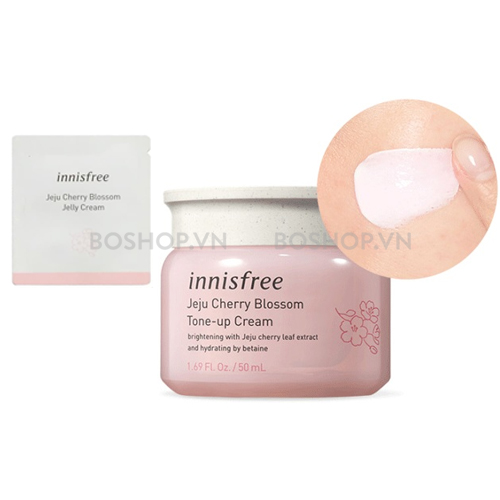 innisfree
Jeju Cherry Blossom
Jelly Cream
BOSHOP.VN
BOSHOP.VN
innisfree
Jeju Cherry Blossom
Tone-up Cream
brightening with Jeju cherry leaf extract
and hydrating by betaine
1.69 Fl. Oz. / 50 mL